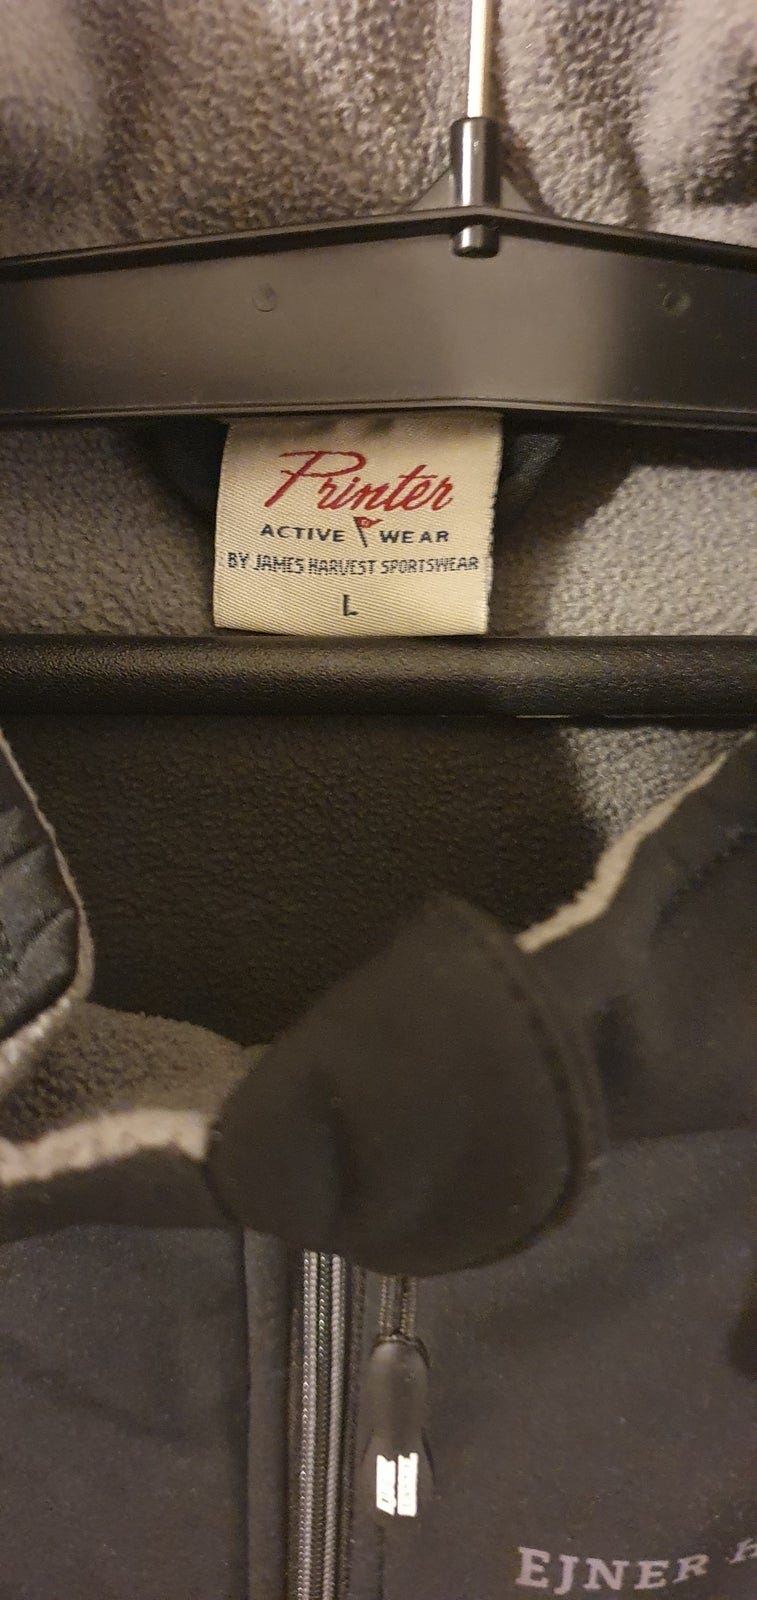 Printer
ACTIVE WEAR
BY JAMES HARVEST SPORTSWEAR
L
EJNER H